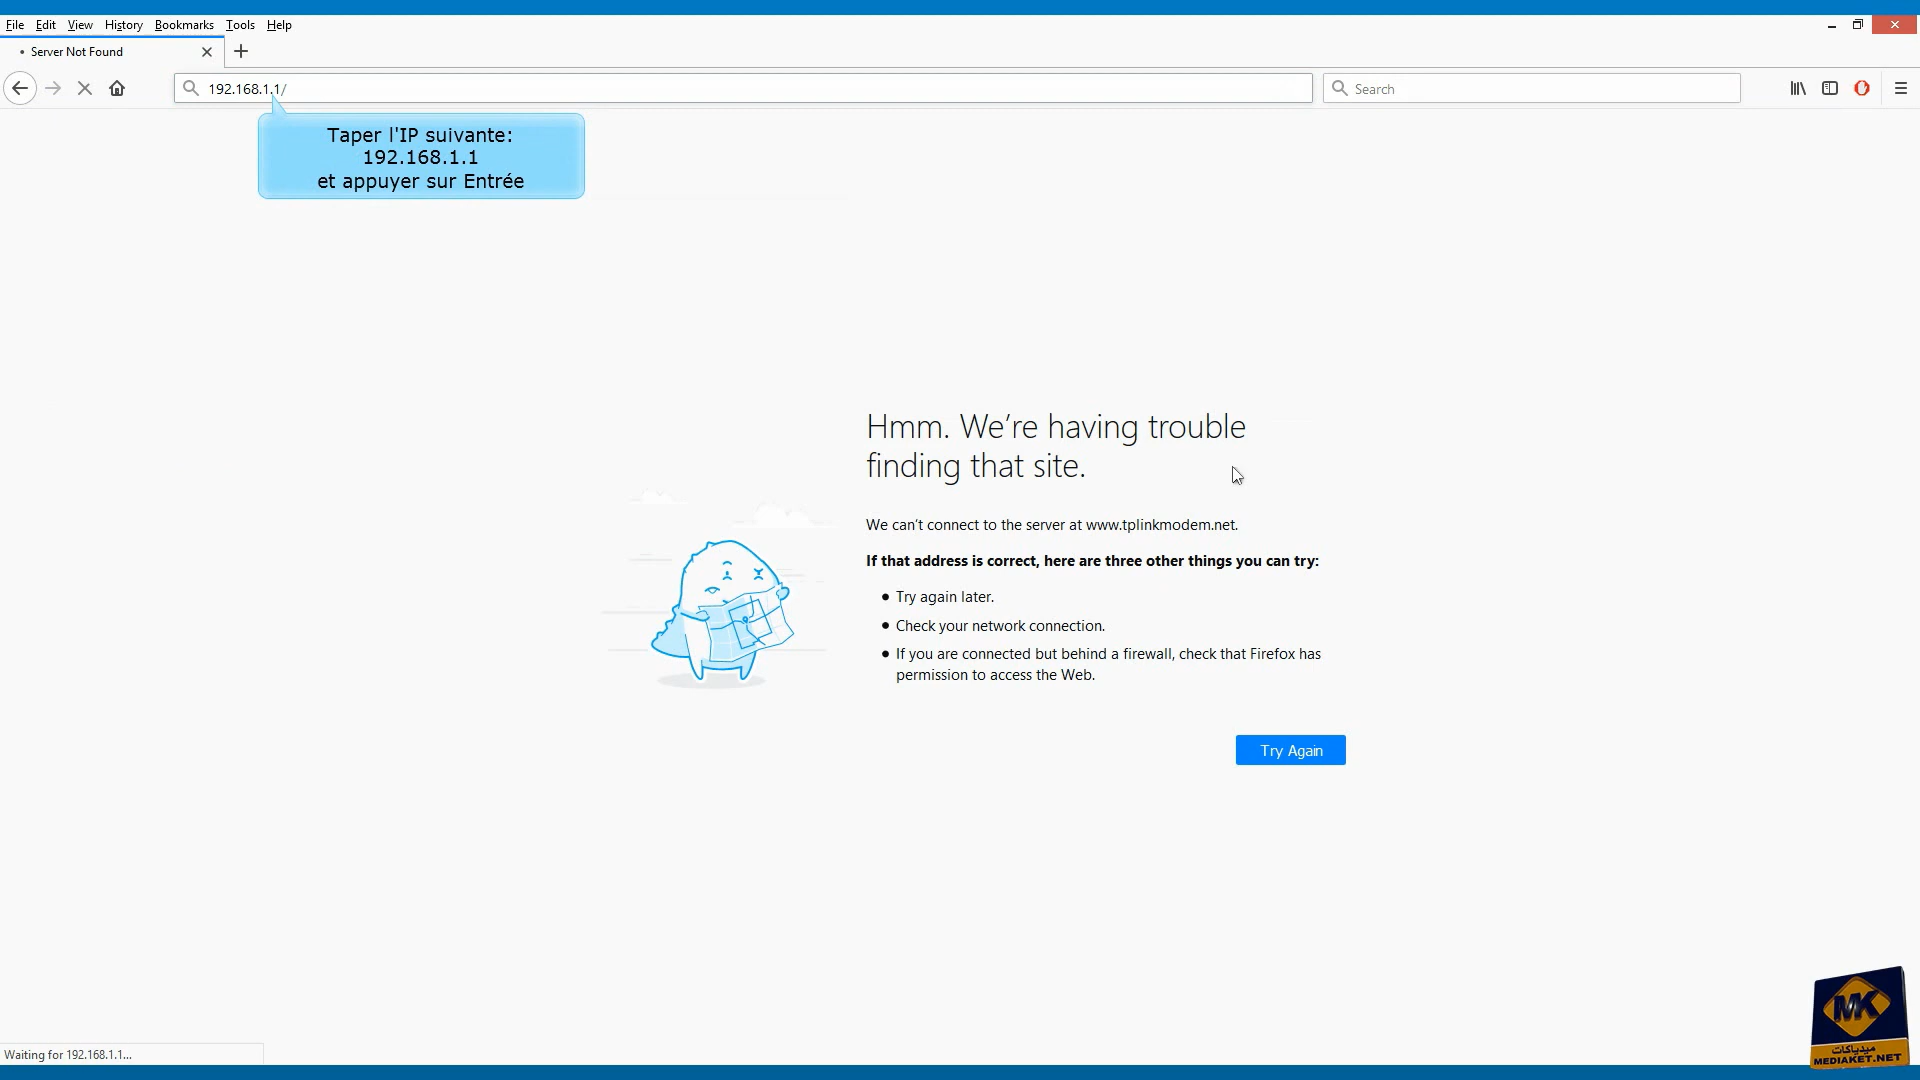 File Edit View History Bookmarks Tools Help
Server Not Found
192.168.1.1/
Search
Taper l'IP suivante:
192.168.1.1
et appuyer sur Entrée
Hmm. We’re having trouble
finding that site.
We can’t connect to the server at www.tplinkmodem.net.
If that address is correct, here are three other things you can try:
Try again later.
Check your network connection.
If you are connected but behind a firewall, check that Firefox has
permission to access the Web.
Try Again
Waiting for 192.168.1.1...
MK
ميدياكات
MEDIAKET.NET